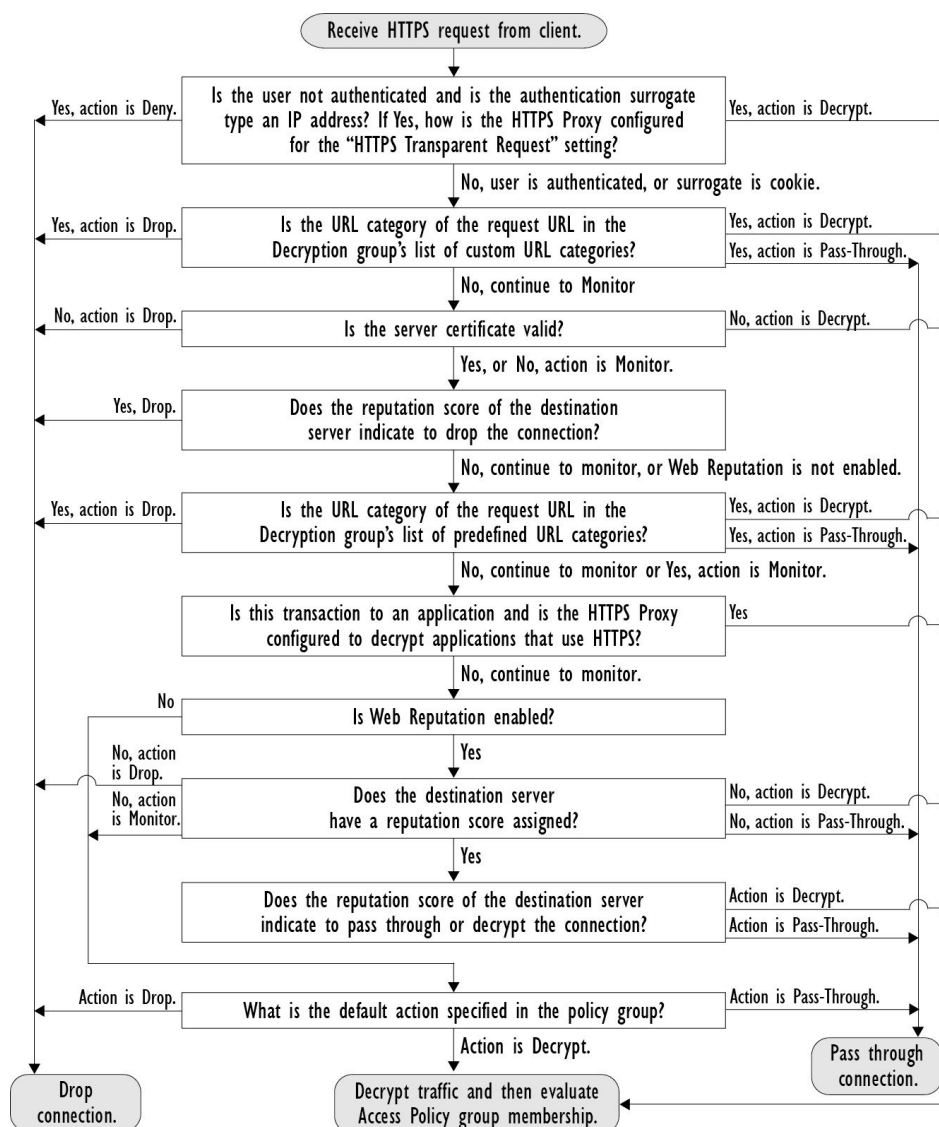 Receive HTTPS request from client.
Yes, action is Deny.
Is the user not authenticated and is the authentication surrogate
type an IP address? If Yes, how is the HTTPS Proxy configured
for the “HTTPS Transparent Request” setting?
Yes, action is Decrypt.
No, user is authenticated, or surrogate is cookie.
Yes, action is Drop.
Is the URL category of the request URL in the
Decryption group’s list of custom URL categories?
Yes, action is Decrypt.
Yes, action is Pass-Through.
No, continue to Monitor
No, action is Drop.
Is the server certificate valid?
No, action is Decrypt.
Yes, or No, action is Monitor.
Yes, Drop.
Does the reputation score of the destination
server indicate to drop the connection?
No, continue to monitor, or Web Reputation is not enabled.
Yes, action is Drop.
Is the URL category of the request URL in the
Decryption group’s list of predefined URL categories?
Yes, action is Decrypt.
Yes, action is Pass-Through.
No, continue to monitor or Yes, action is Monitor.
Is this transaction to an application and is the HTTPS Proxy
configured to decrypt applications that use HTTPS?
Yes
No, continue to monitor.
No
Is Web Reputation enabled?
Yes
No, action
is Drop.
No, action
is Monitor.
Does the destination server
have a reputation score assigned?
No, action is Decrypt.
No, action is Pass-Through.
Yes
Does the reputation score of the destination server
indicate to pass through or decrypt the connection?
Action is Decrypt.
Action is Pass-Through.
Action is Drop.
What is the default action specified in the policy group?
Action is Pass-Through.
Action is Decrypt.
Drop
connection.
Decrypt traffic and then evaluate
Access Policy group membership.
Pass through
connection.